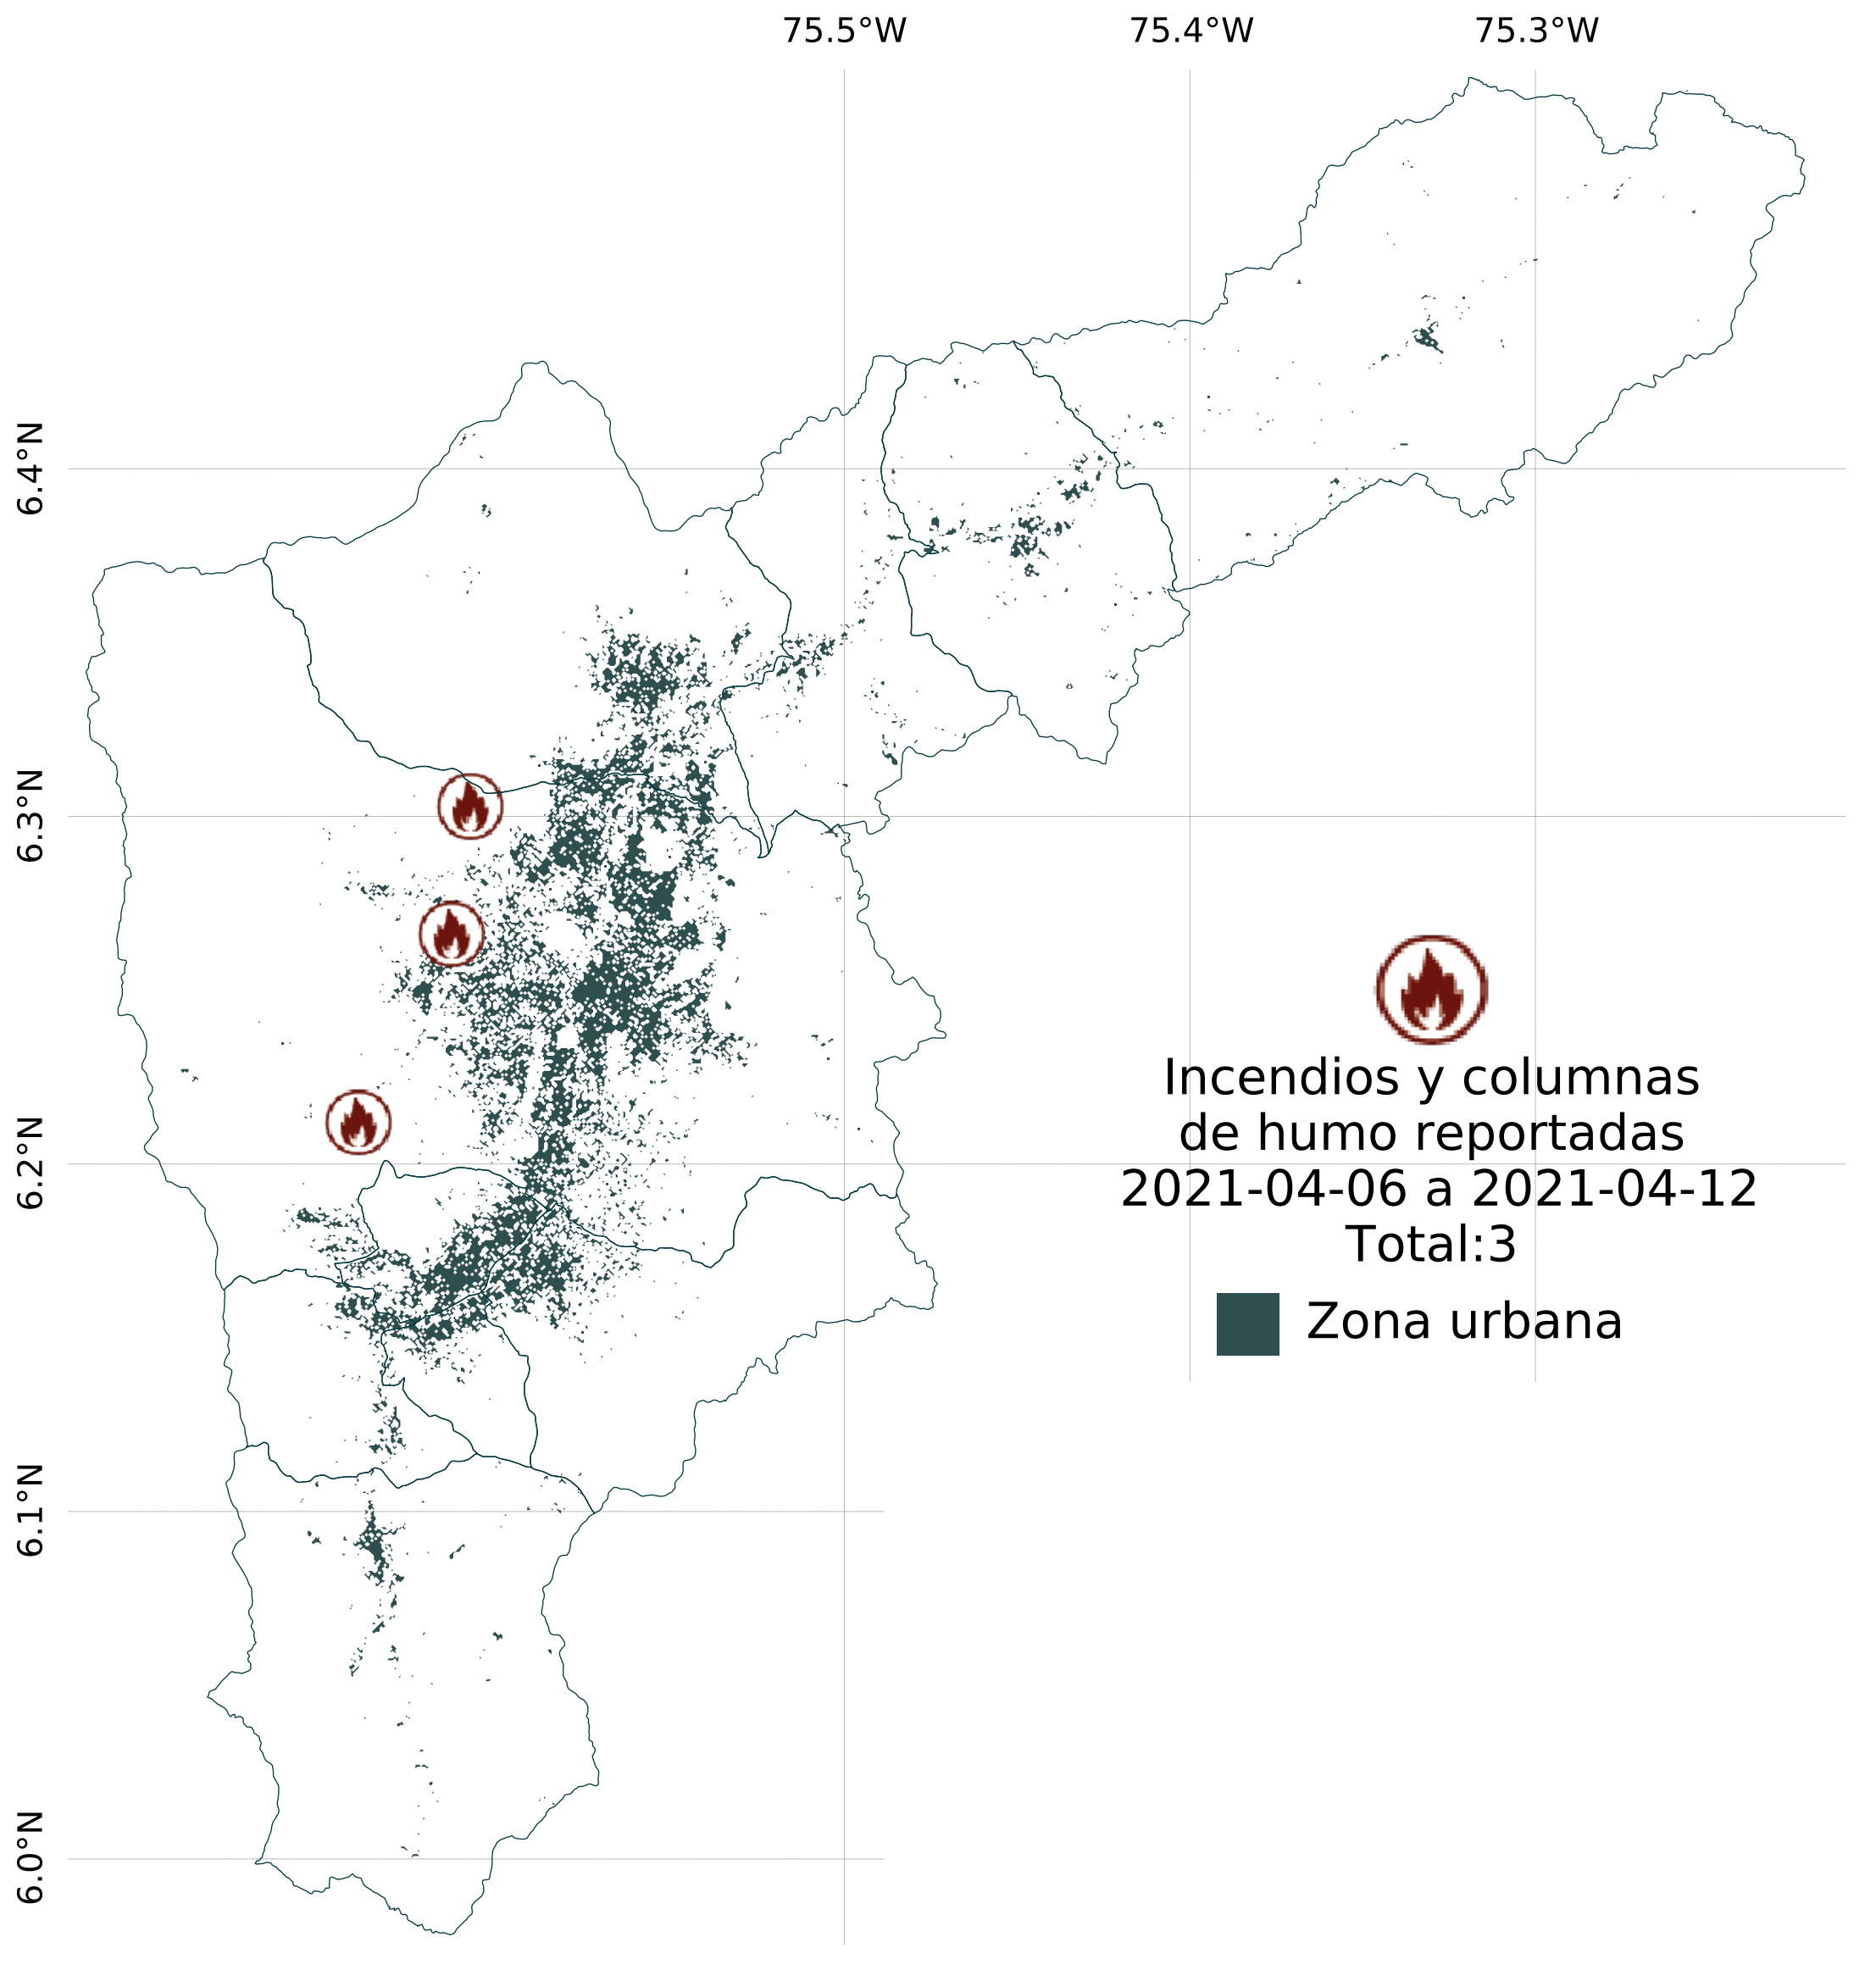 75.5°W
75.4°W
75.3°W
6.4°N
6.3°N
6.2°N
6.1°N
6.0°N
Incendios y columnas
de humo reportadas
2021-04-06 a 2021-04-12
Total:3
Zona urbana